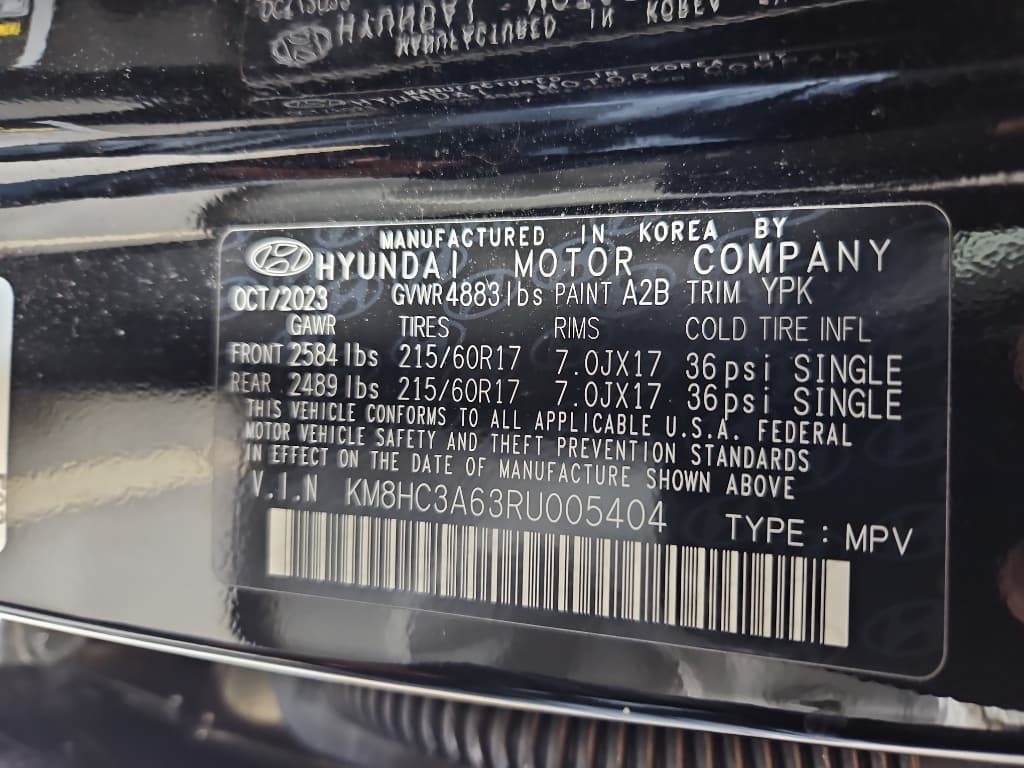 MANUFACTURED IN KOREA BY
HYUNDAI MOTOR COMPANY
OCT/2023 GVWR 4883 lbs PAINT A2B TRIM YPK
GAWR TIRES RIMS COLD TIRE INFL
FRONT 2584 lbs 215/60R17 7.0JX17 36psi SINGLE
REAR 2489 lbs 215/60R17 7.0JX17 36psi SINGLE
THIS VEHICLE CONFORMS TO ALL APPLICABLE U.S.A. FEDERAL
MOTOR VEHICLE SAFETY AND THEFT PREVENTION STANDARDS
IN EFFECT ON THE DATE OF MANUFACTURE SHOWN ABOVE
V.I.N KM8HC3A63RU005404 TYPE : MPV